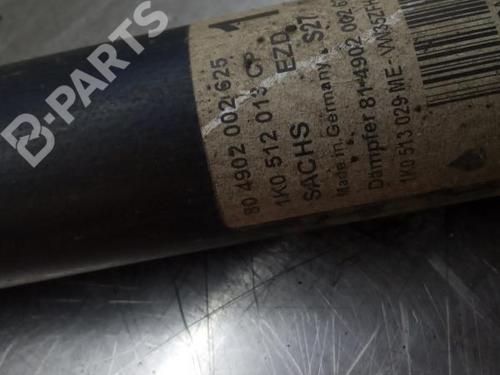 B-PARTS
1
80 4902 002 625
1K0 512 013 CP EZD
SACHS S27
Made in Germany
Dämpfer 81 4902 002 6
1K0 513 029 ME